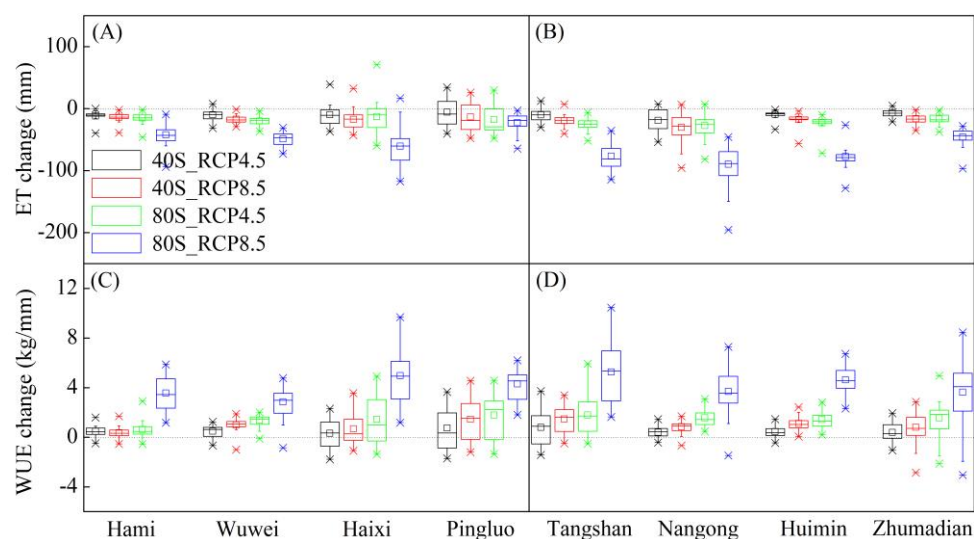 (A)
(B)
ET change (mm)
100
0
-100
-200
40S_RCP4.5
40S_RCP8.5
80S_RCP4.5
80S_RCP8.5
(C)
(D)
WUE change (kg/mm)
12
8
4
0
-4
Hami Wuwei Haixi Pingluo Tangshan Nangong Huimin Zhumadian